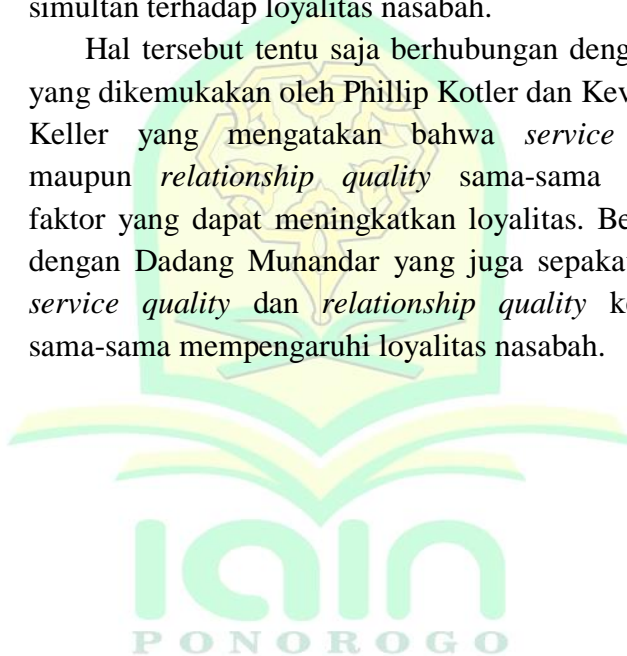 simultan terhadap loyalitas nasabah.
Hal tersebut tentu saja berhubungan deng
yang dikemukakan oleh Phillip Kotler dan Kev
Keller yang mengatakan bahwa service
maupun relationship quality sama-sama
faktor yang dapat meningkatkan loyalitas. Be
dengan Dadang Munandar yang juga sepakat
service quality dan relationship quality ke
sama-sama mempengaruhi loyalitas nasabah.
IAIN
PONOROGO